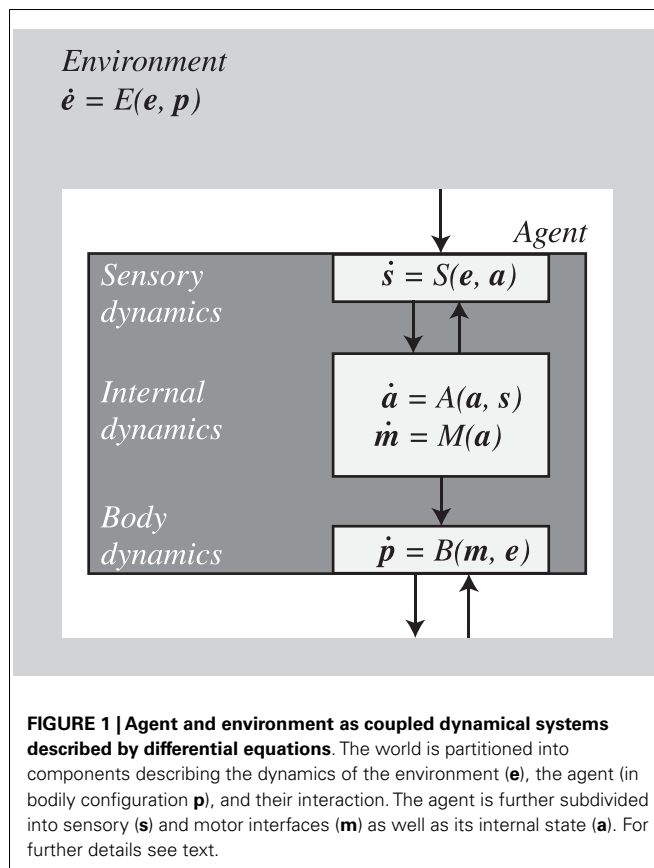 Environment
ė = E(e, p)
Agent
Sensory
dynamics
ṡ = S(e, a)
Internal
dynamics
ȧ = A(a, s)
ṁ = M(a)
Body
dynamics
ṗ = B(m, e)
FIGURE 1 | Agent and environment as coupled dynamical systems
described by differential equations. The world is partitioned into
components describing the dynamics of the environment (e), the agent (in
bodily configuration p), and their interaction. The agent is further subdivided
into sensory (s) and motor interfaces (m) as well as its internal state (a). For
further details see text.